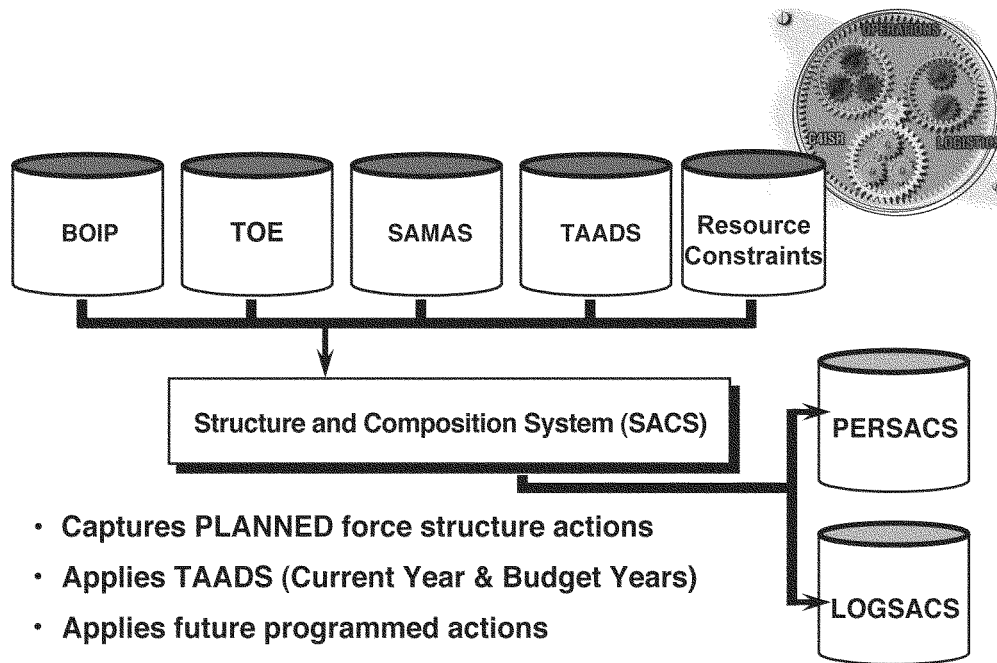 OPERATIONS
C4ISR
BOIP
TOE
SAMAS
TAADS
Resource
Constraints
Structure and Composition System (SACS)
PERSACS
LOGSACS
· Captures PLANNED force structure actions
· Applies TAADS (Current Year & Budget Years)
· Applies future programmed actions